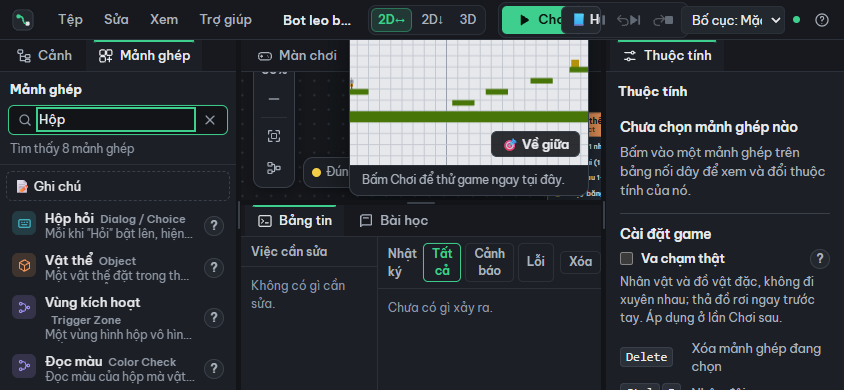 Tệp Sửa Xem Trợ giúp Bot leo b... 2D↔ 2D↓ 3D Bố cục:
Cảnh Mảnh ghép
Mảnh ghép
Hộp
Tìm thấy 8 mảnh ghép
Ghi chú
Hộp hỏi Dialog / Choice
Mỗi khi "Hỏi" bật lên, hiện...
Vật thể Object
Một vật thể đặt trong th...
Vùng kích hoạt
Trigger Zone
Một vùng hình hộp vô hìn...
Đọc màu Color Check
Đọc màu của hộp mà vật...
Màn chơi
Về giữa
Bấm Chơi để thử game ngay tại đây.
Bảng tin Bài học
Việc cần sửa
Không có gì cần
sửa.
Nhật
ký
Tất
cả
Cảnh
báo
Lỗi
Xóa
Chưa có gì xảy ra.
Thuộc tính
Thuộc tính
Chưa chọn mảnh ghép nào
Bấm vào một mảnh ghép trên
bảng nối dây để xem và đổi thuộc
tính của nó.
Cài đặt game
Va chạm thật ?
Nhân vật và đồ vật đặc, không đi
xuyên nhau; thả đồ rơi ngay trước
tay. Áp dụng ở lần Chơi sau.
Delete
Xóa mảnh ghép đang
chọn